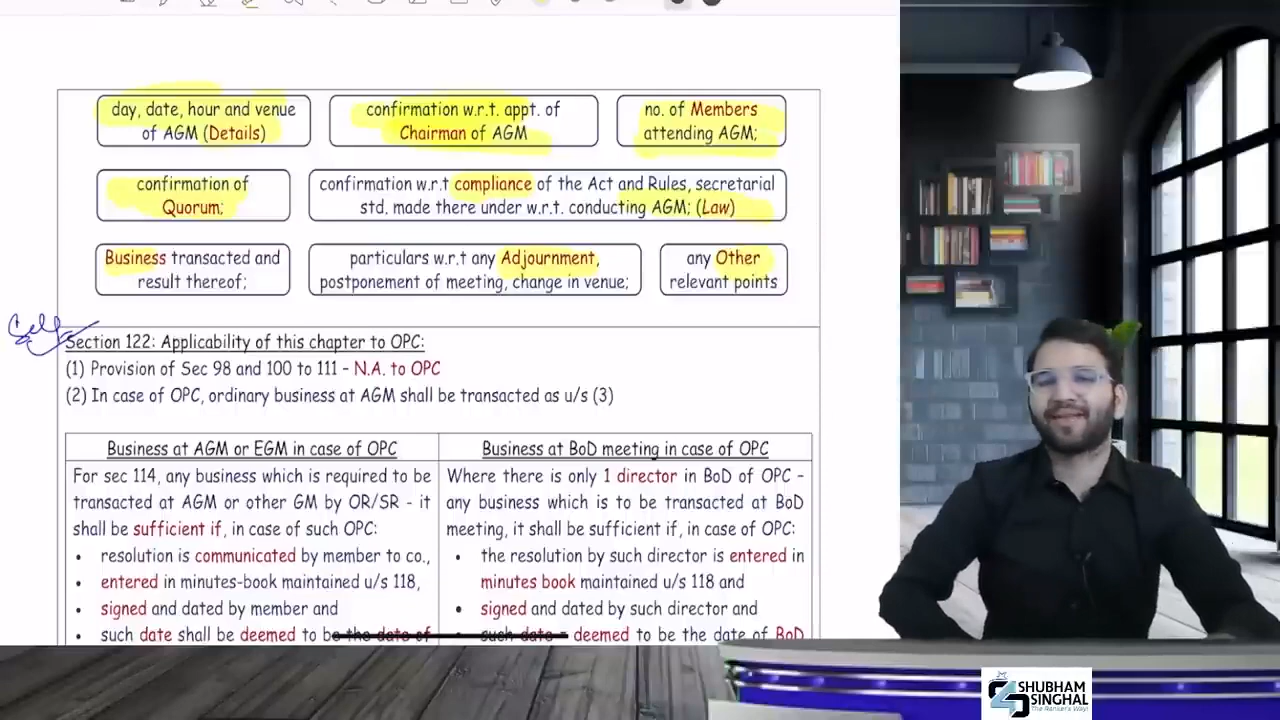 day, date, hour and venue
of AGM (Details)
confirmation w.r.t. appt. of
Chairman of AGM
no. of Members
attending AGM;
confirmation of
Quorum;
confirmation w.r.t compliance of the Act and Rules, secretarial
std. made there under w.r.t. conducting AGM; (Law)
Business transacted and
result thereof;
particulars w.r.t any Adjournment,
postponement of meeting, change in venue;
any Other
relevant points
Self
Section 122: Applicability of this chapter to OPC:
(1) Provision of Sec 98 and 100 to 111 – N.A. to OPC
(2) In case of OPC, ordinary business at AGM shall be transacted as u/s (3)
Business at AGM or EGM in case of OPC
For sec 114, any business which is required to be
transacted at AGM or other GM by OR/SR - it
shall be sufficient if, in case of such OPC:
• resolution is communicated by member to co.,
• entered in minutes-book maintained u/s 118,
• signed and dated by member and
• such date shall be deemed to be the date of
Business at BoD meeting in case of OPC
Where there is only 1 director in BoD of OPC –
any business which is to be transacted at BoD
meeting, it shall be sufficient if, in case of OPC:
• the resolution by such director is entered in
minutes book maintained u/s 118 and
• signed and dated by such director and
• such date = deemed to be the date of BoD
SHUBHAM
SINGHAL
The Ranker's Way!